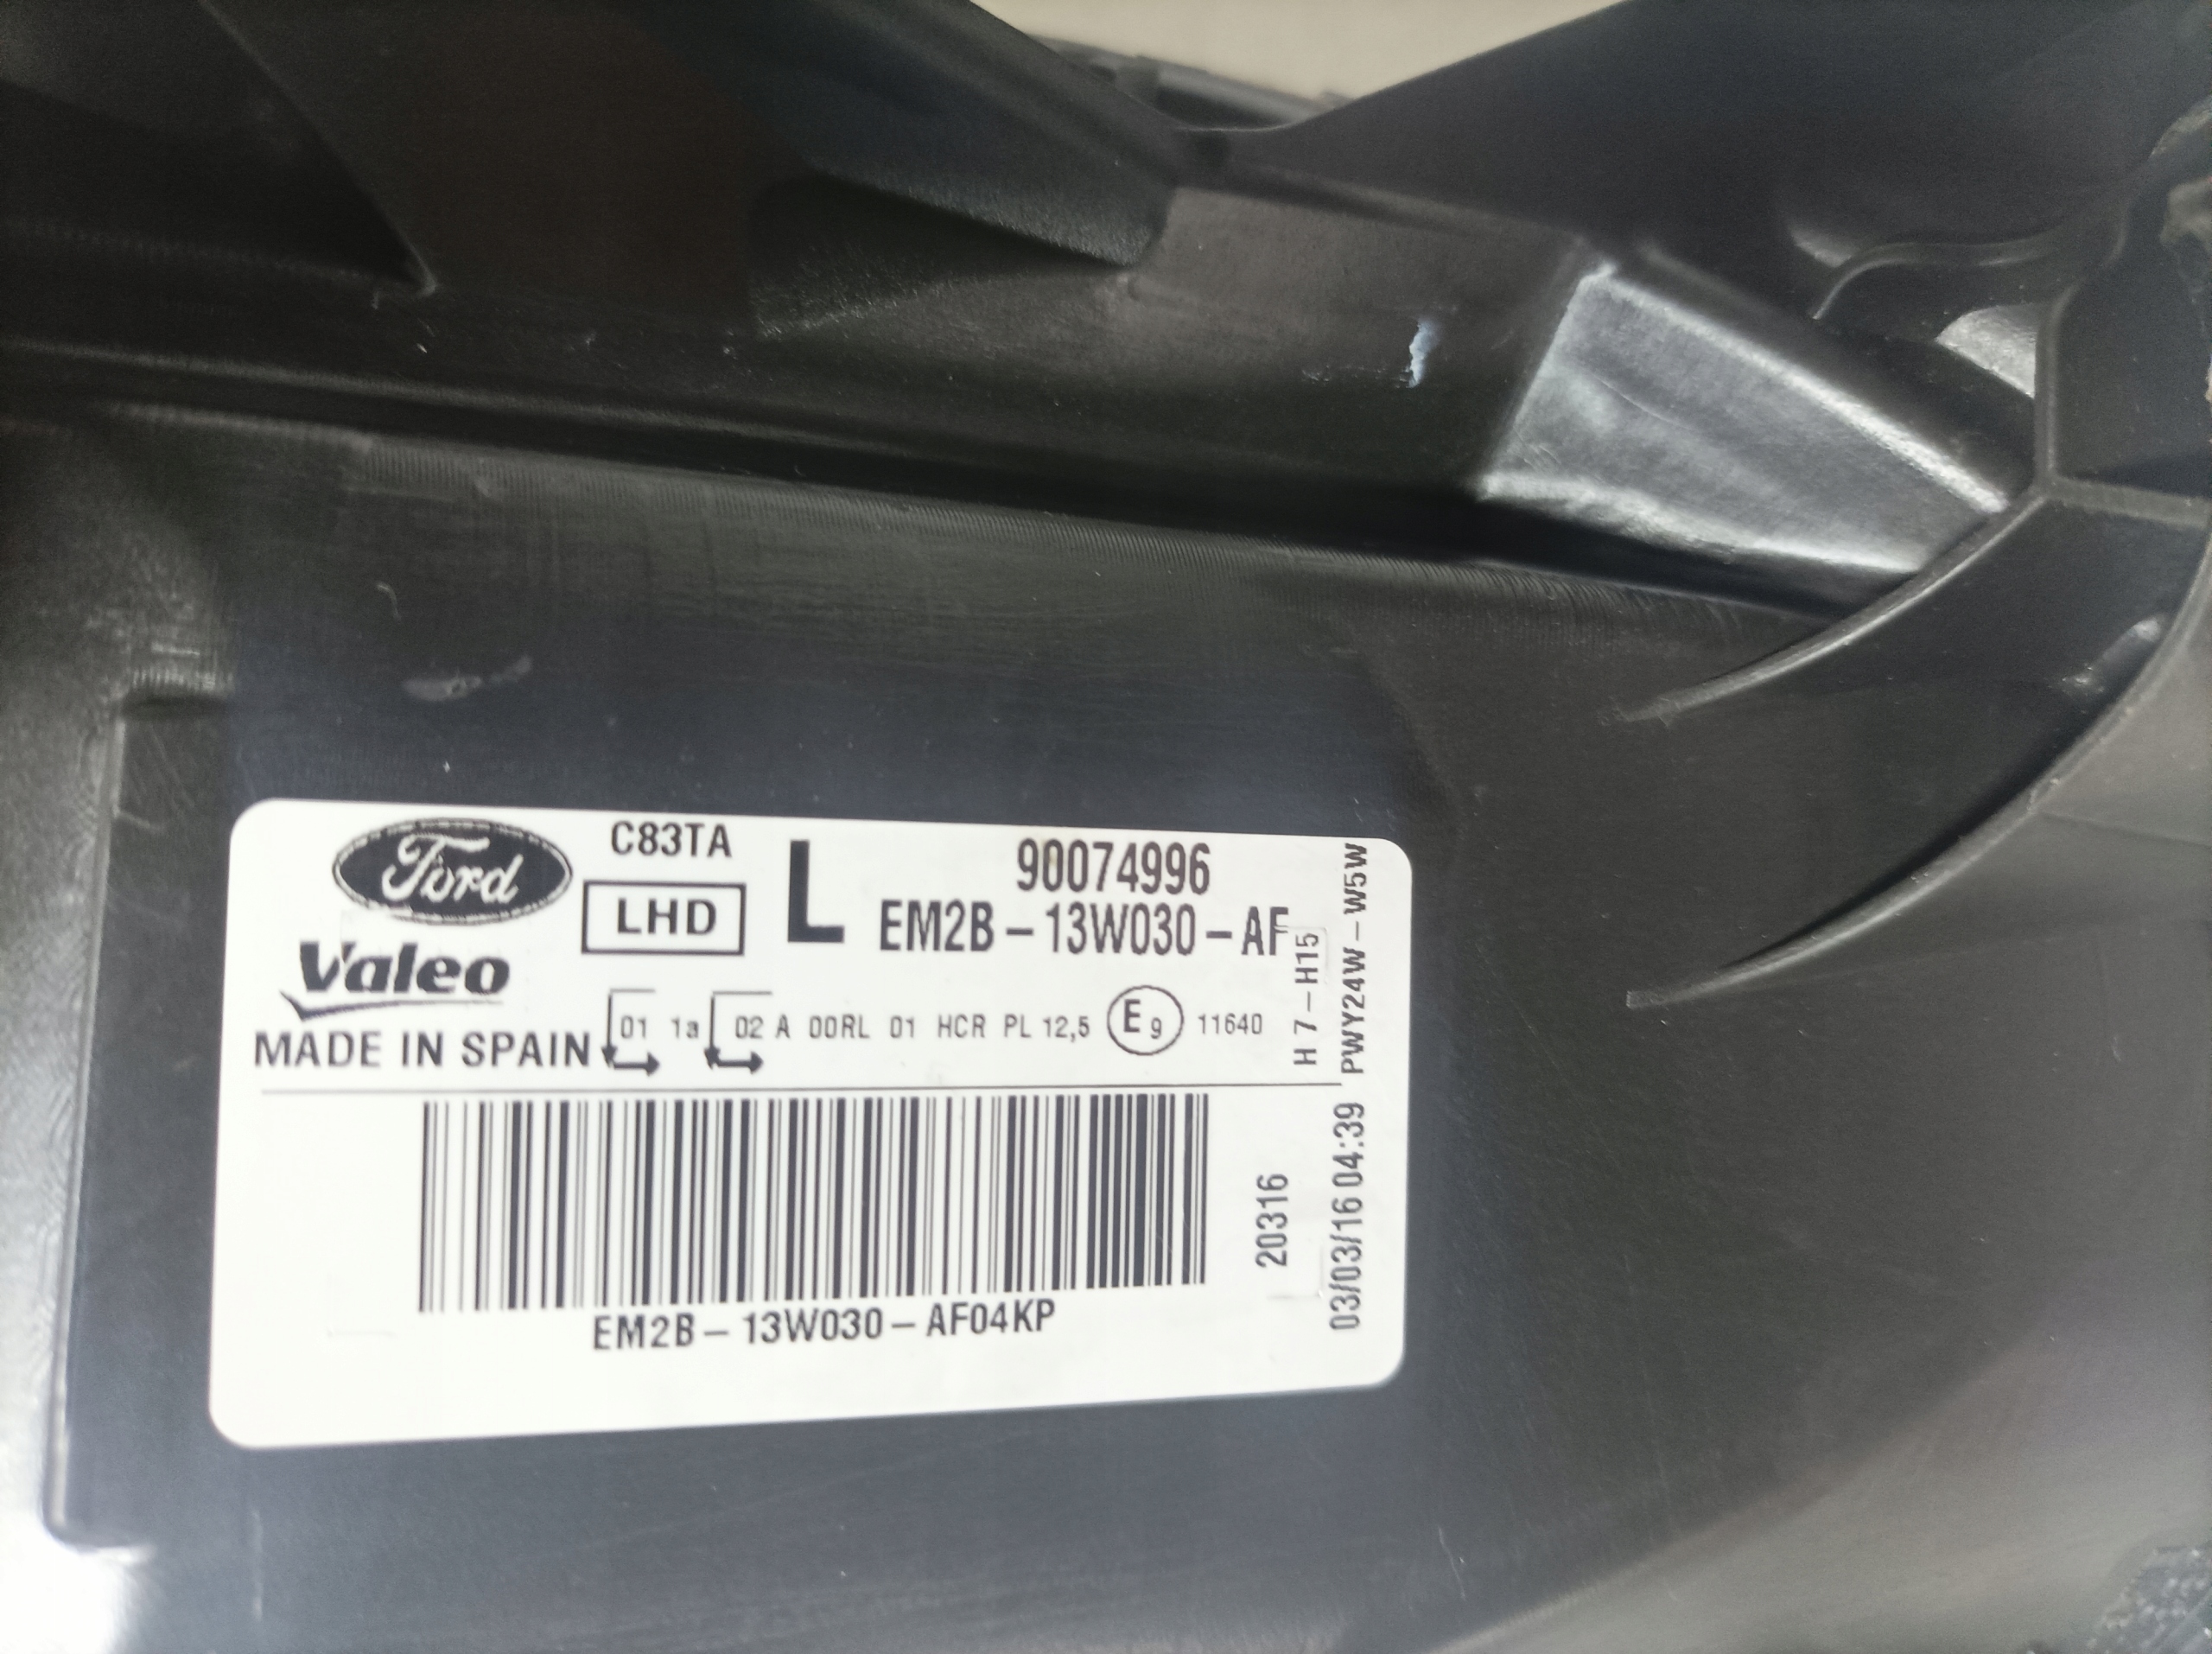 Ford
C83TA
LHD
L
90074996
EM2B-13W030-AF
Valeo
MADE IN SPAIN
01 1a 02 A 00RL 01 HCR PL 12,5 E9 11640
H7-H15
PWY24W-W5W
20316
03/03/16 04:39
EM2B-13W030-AF04KP